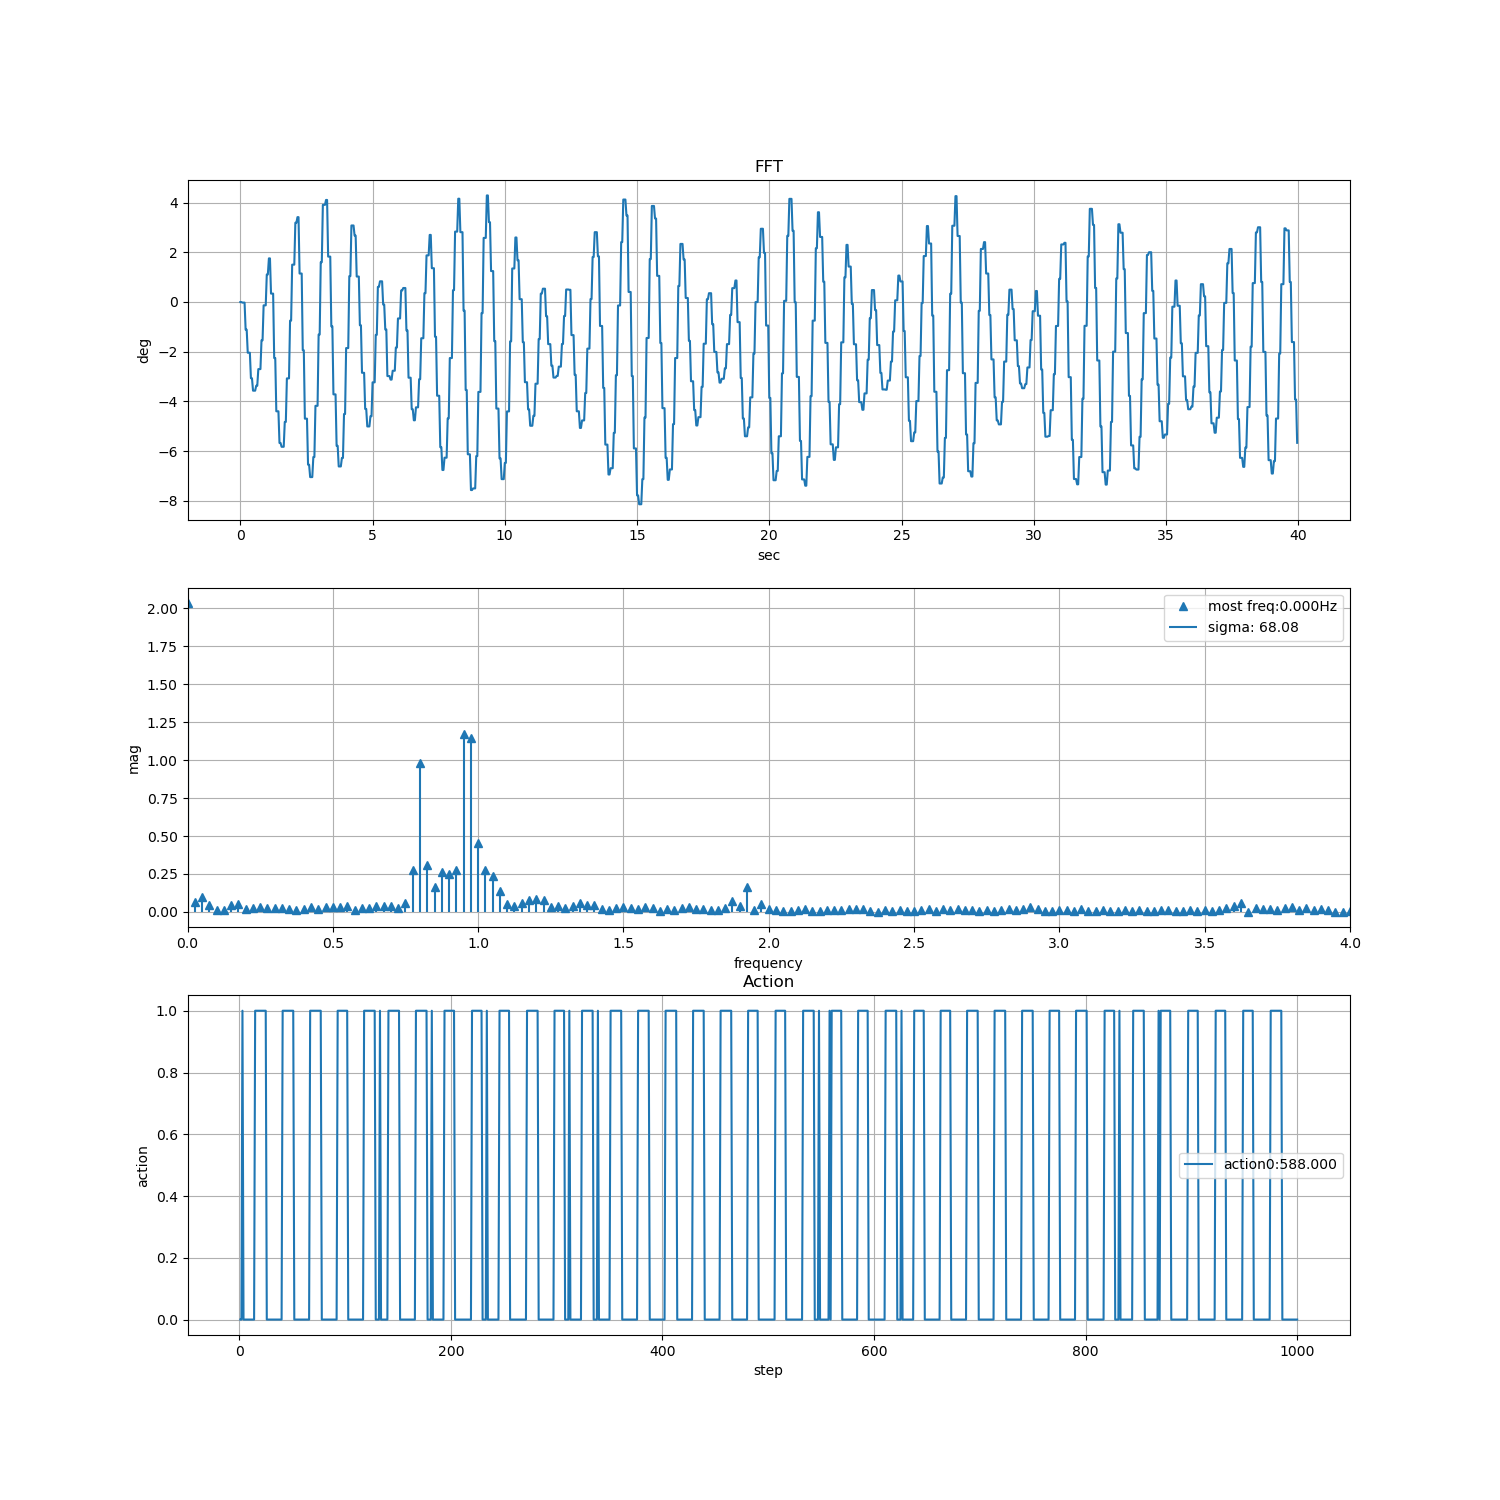 FFT
4
2
0
−2
−4
−6
−8
deg
0 5 10 15 20 25 30 35 40
sec
2.00
1.75
1.50
1.25
1.00
0.75
0.50
0.25
0.00
mag
most freq:0.000Hz
sigma: 68.08
0.0 0.5 1.0 1.5 2.0 2.5 3.0 3.5 4.0
frequency
Action
1.0
0.8
0.6
0.4
0.2
0.0
action
action0:588.000
0 200 400 600 800 1000
step